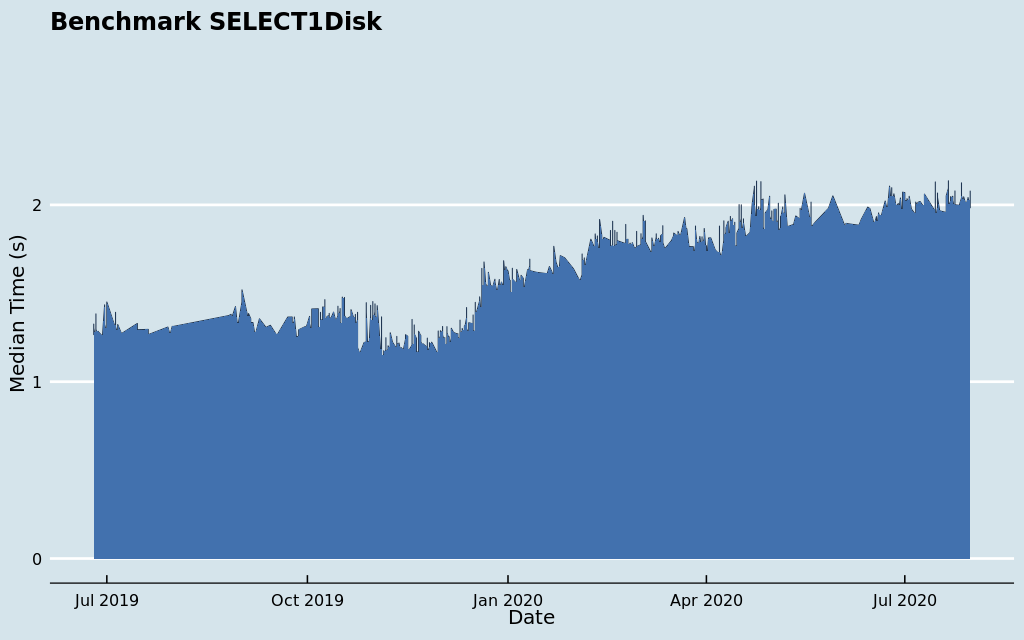 Benchmark SELECT1Disk
Median Time (s)
2
1
0
Jul 2019
Oct 2019
Jan 2020
Apr 2020
Jul 2020
Date